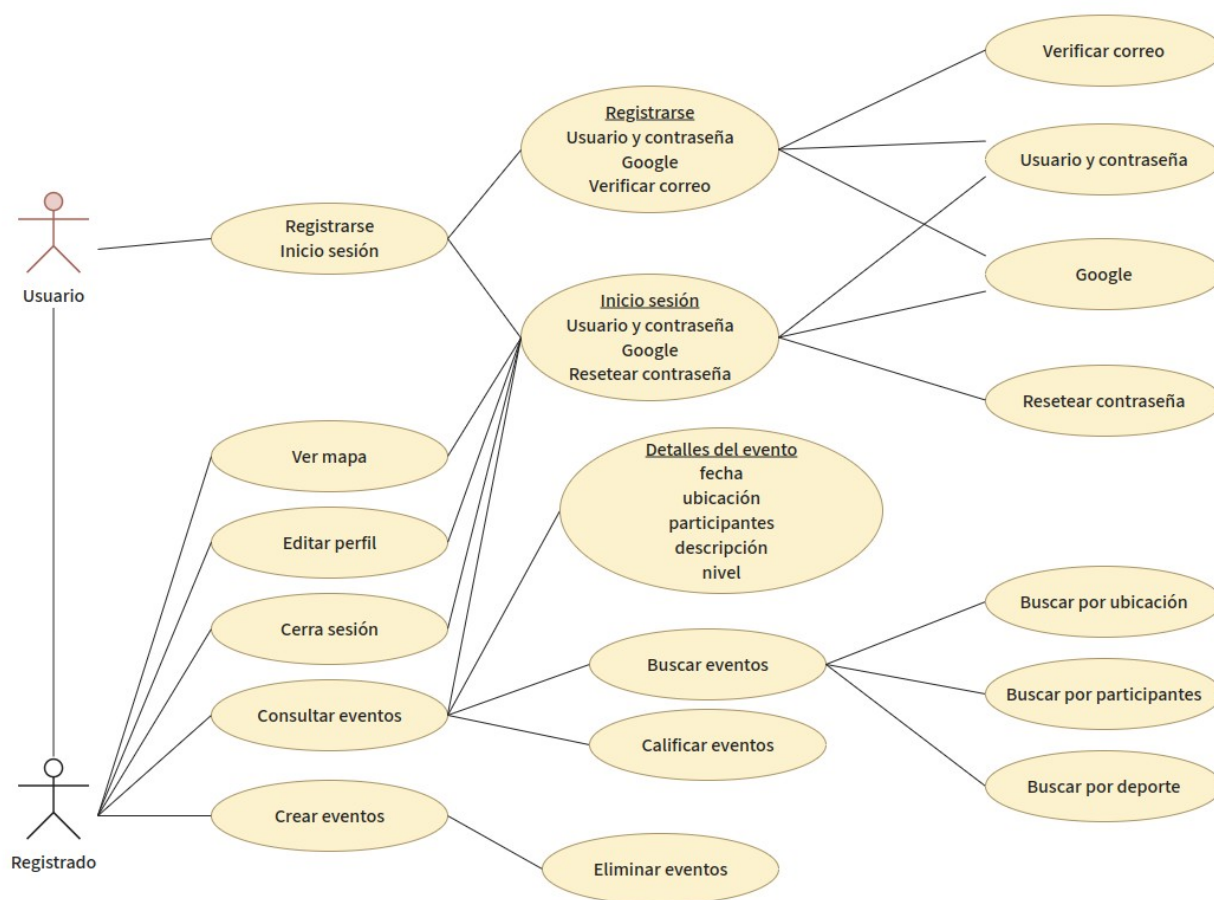 Verificar correo
Registrarse
Usuario y contraseña
Google
Verificar correo
Usuario y contraseña
Registrarse
Inicio sesión
Usuario
Google
Inicio sesión
Usuario y contraseña
Google
Resetear contraseña
Resetear contraseña
Ver mapa
Detalles del evento
fecha
ubicación
participantes
descripción
nivel
Editar perfil
Cerra sesión
Buscar por ubicación
Buscar eventos
Buscar por participantes
Consultar eventos
Calificar eventos
Buscar por deporte
Crear eventos
Registrado
Eliminar eventos